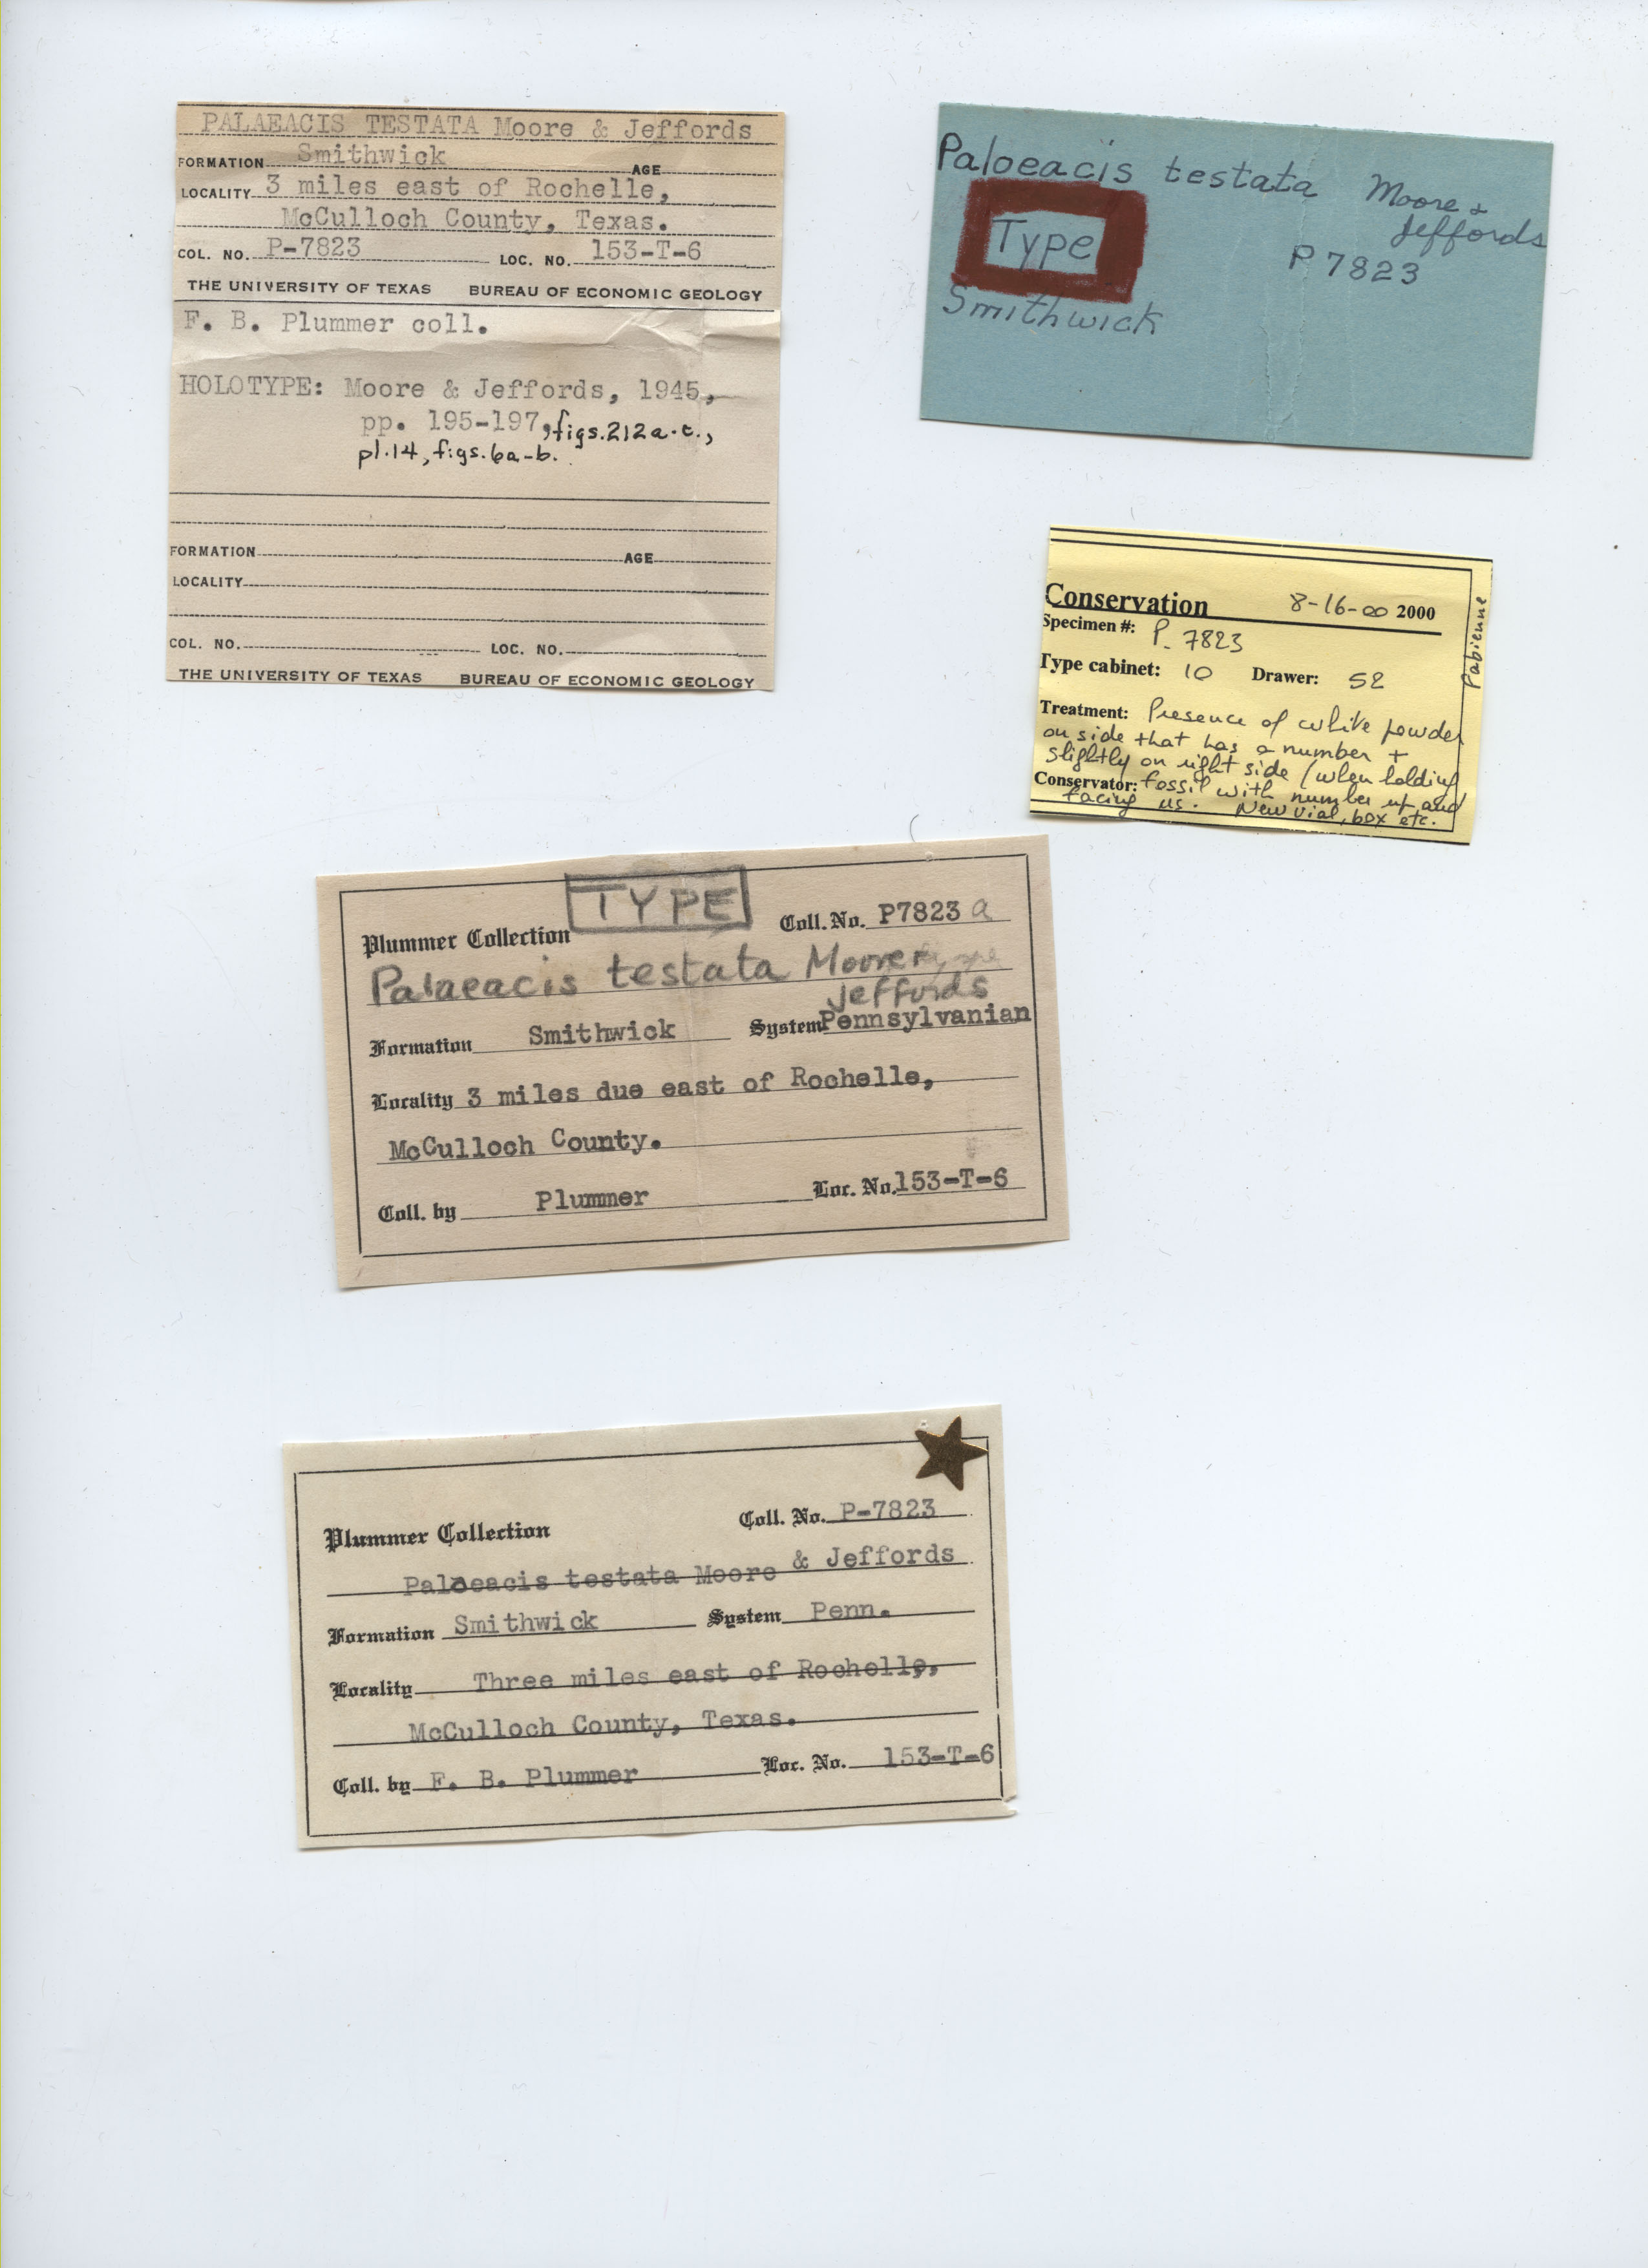 PALAEACIS TESTATA Moore & Jeffords
FORMATION Smithwick AGE
LOCALITY 3 miles east of Rochelle,
McCulloch County, Texas.
COL. NO. P-7823 LOC. NO. 153-T-6
THE UNIVERSITY OF TEXAS BUREAU OF ECONOMIC GEOLOGY
F. B. Plummer coll.
HOLOTYPE: Moore & Jeffords, 1945,
pp. 195-197, figs. 212a-c.,
pl. 14, figs. 6a-b.
FORMATION AGE
LOCALITY
COL. NO. LOC. NO.
THE UNIVERSITY OF TEXAS BUREAU OF ECONOMIC GEOLOGY
Paloeacis testata Moore &
Jeffords
Type
P 7823
Smithwick
Conservation 8-16-00 2000
Specimen #: P. 7823
Type cabinet: 10 Drawer: 52
Treatment: Presence of white powder
on side that has a number +
slightly on right side (when holding
Conservator: fossil with number up and
facing us. New vial, box etc.
Fabienne
TYPE
Plummer Collection Coll. No. P7823 a
Palaeacis testata Moore +
Jeffords
Formation Smithwick System Pennsylvanian
Locality 3 miles due east of Rochelle,
McCulloch County.
Coll. by Plummer Loc. No. 153-T-6
Plummer Collection Coll. No. P-7823
Paloeacis testata Moore & Jeffords
Formation Smithwick System Penn.
Locality Three miles east of Rochelle,
McCulloch County, Texas.
Coll. by F. B. Plummer Loc. No. 153-T-6